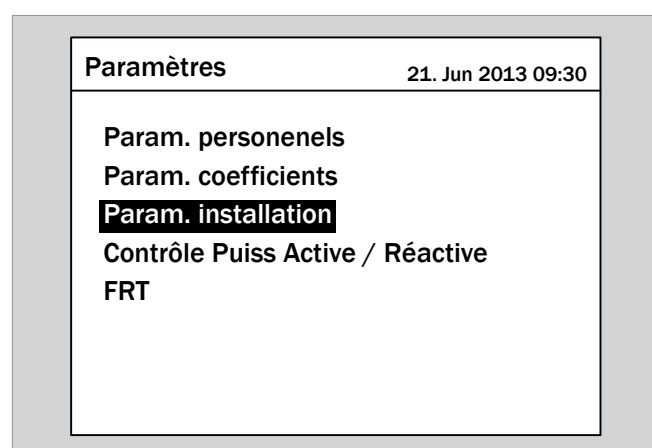 Paramètres 21. Jun 2013 09:30
Param. personenels
Param. coefficients
Param. installation
Contrôle Puiss Active / Réactive
FRT